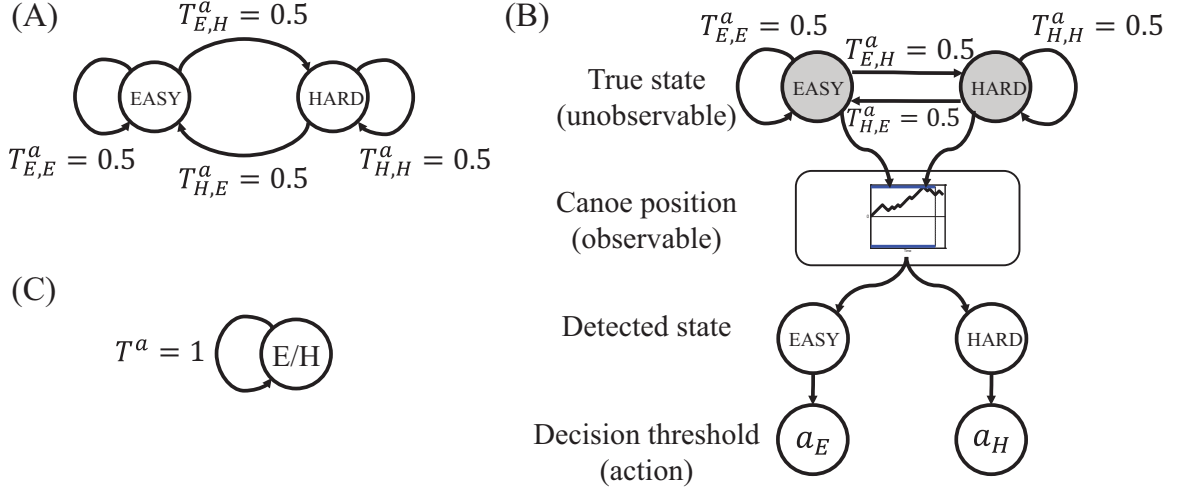 (A)
T^a_{E,H} = 0.5
EASY
HARD
T^a_{E,E} = 0.5
T^a_{H,E} = 0.5
T^a_{H,H} = 0.5
(B)
T^a_{E,E} = 0.5
T^a_{E,H} = 0.5
T^a_{H,H} = 0.5
True state
(unobservable)
EASY
HARD
T^a_{H,E} = 0.5
Canoe position
(observable)
Detected state
EASY
HARD
Decision threshold
(action)
a_E
a_H
(C)
T^a = 1
E/H